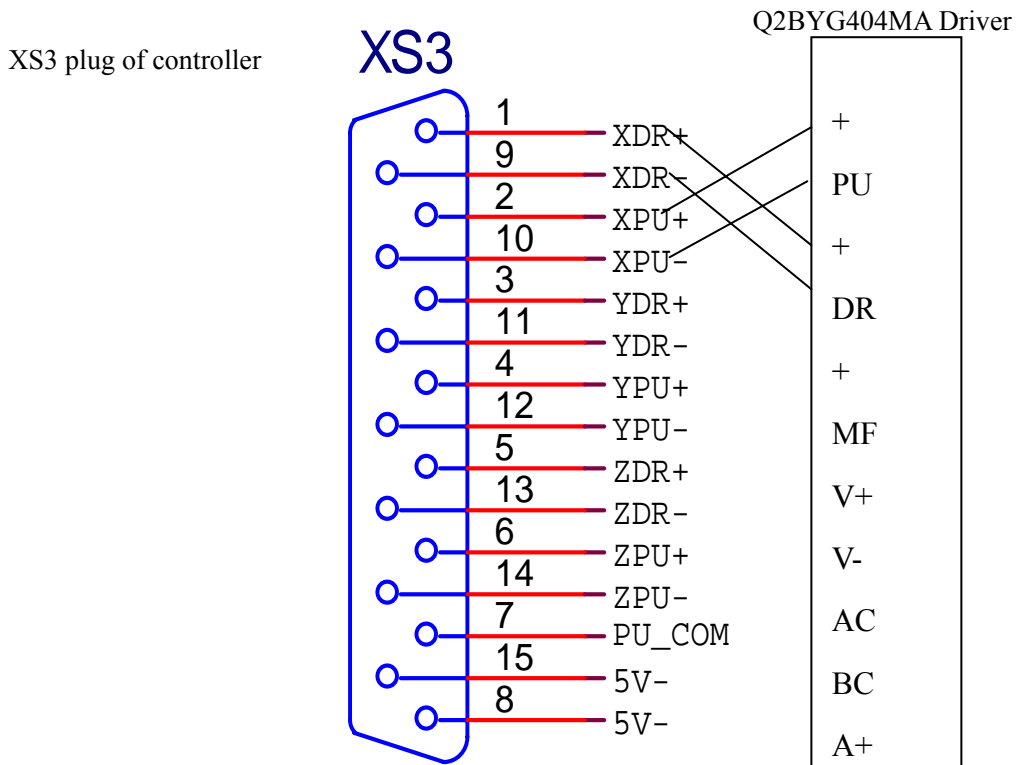 Q2BYG404MA Driver
XS3 plug of controller
XS3
1 XDR+
9 XDR-
2 XPU+
10 XPU-
3 YDR+
11 YDR-
4 YPU+
12 YPU-
5 ZDR+
13 ZDR-
6 ZPU+
14 ZPU-
7 PU_COM
15 5V-
8 5V-
+
PU
+
DR
+
MF
V+
V-
AC
BC
A+